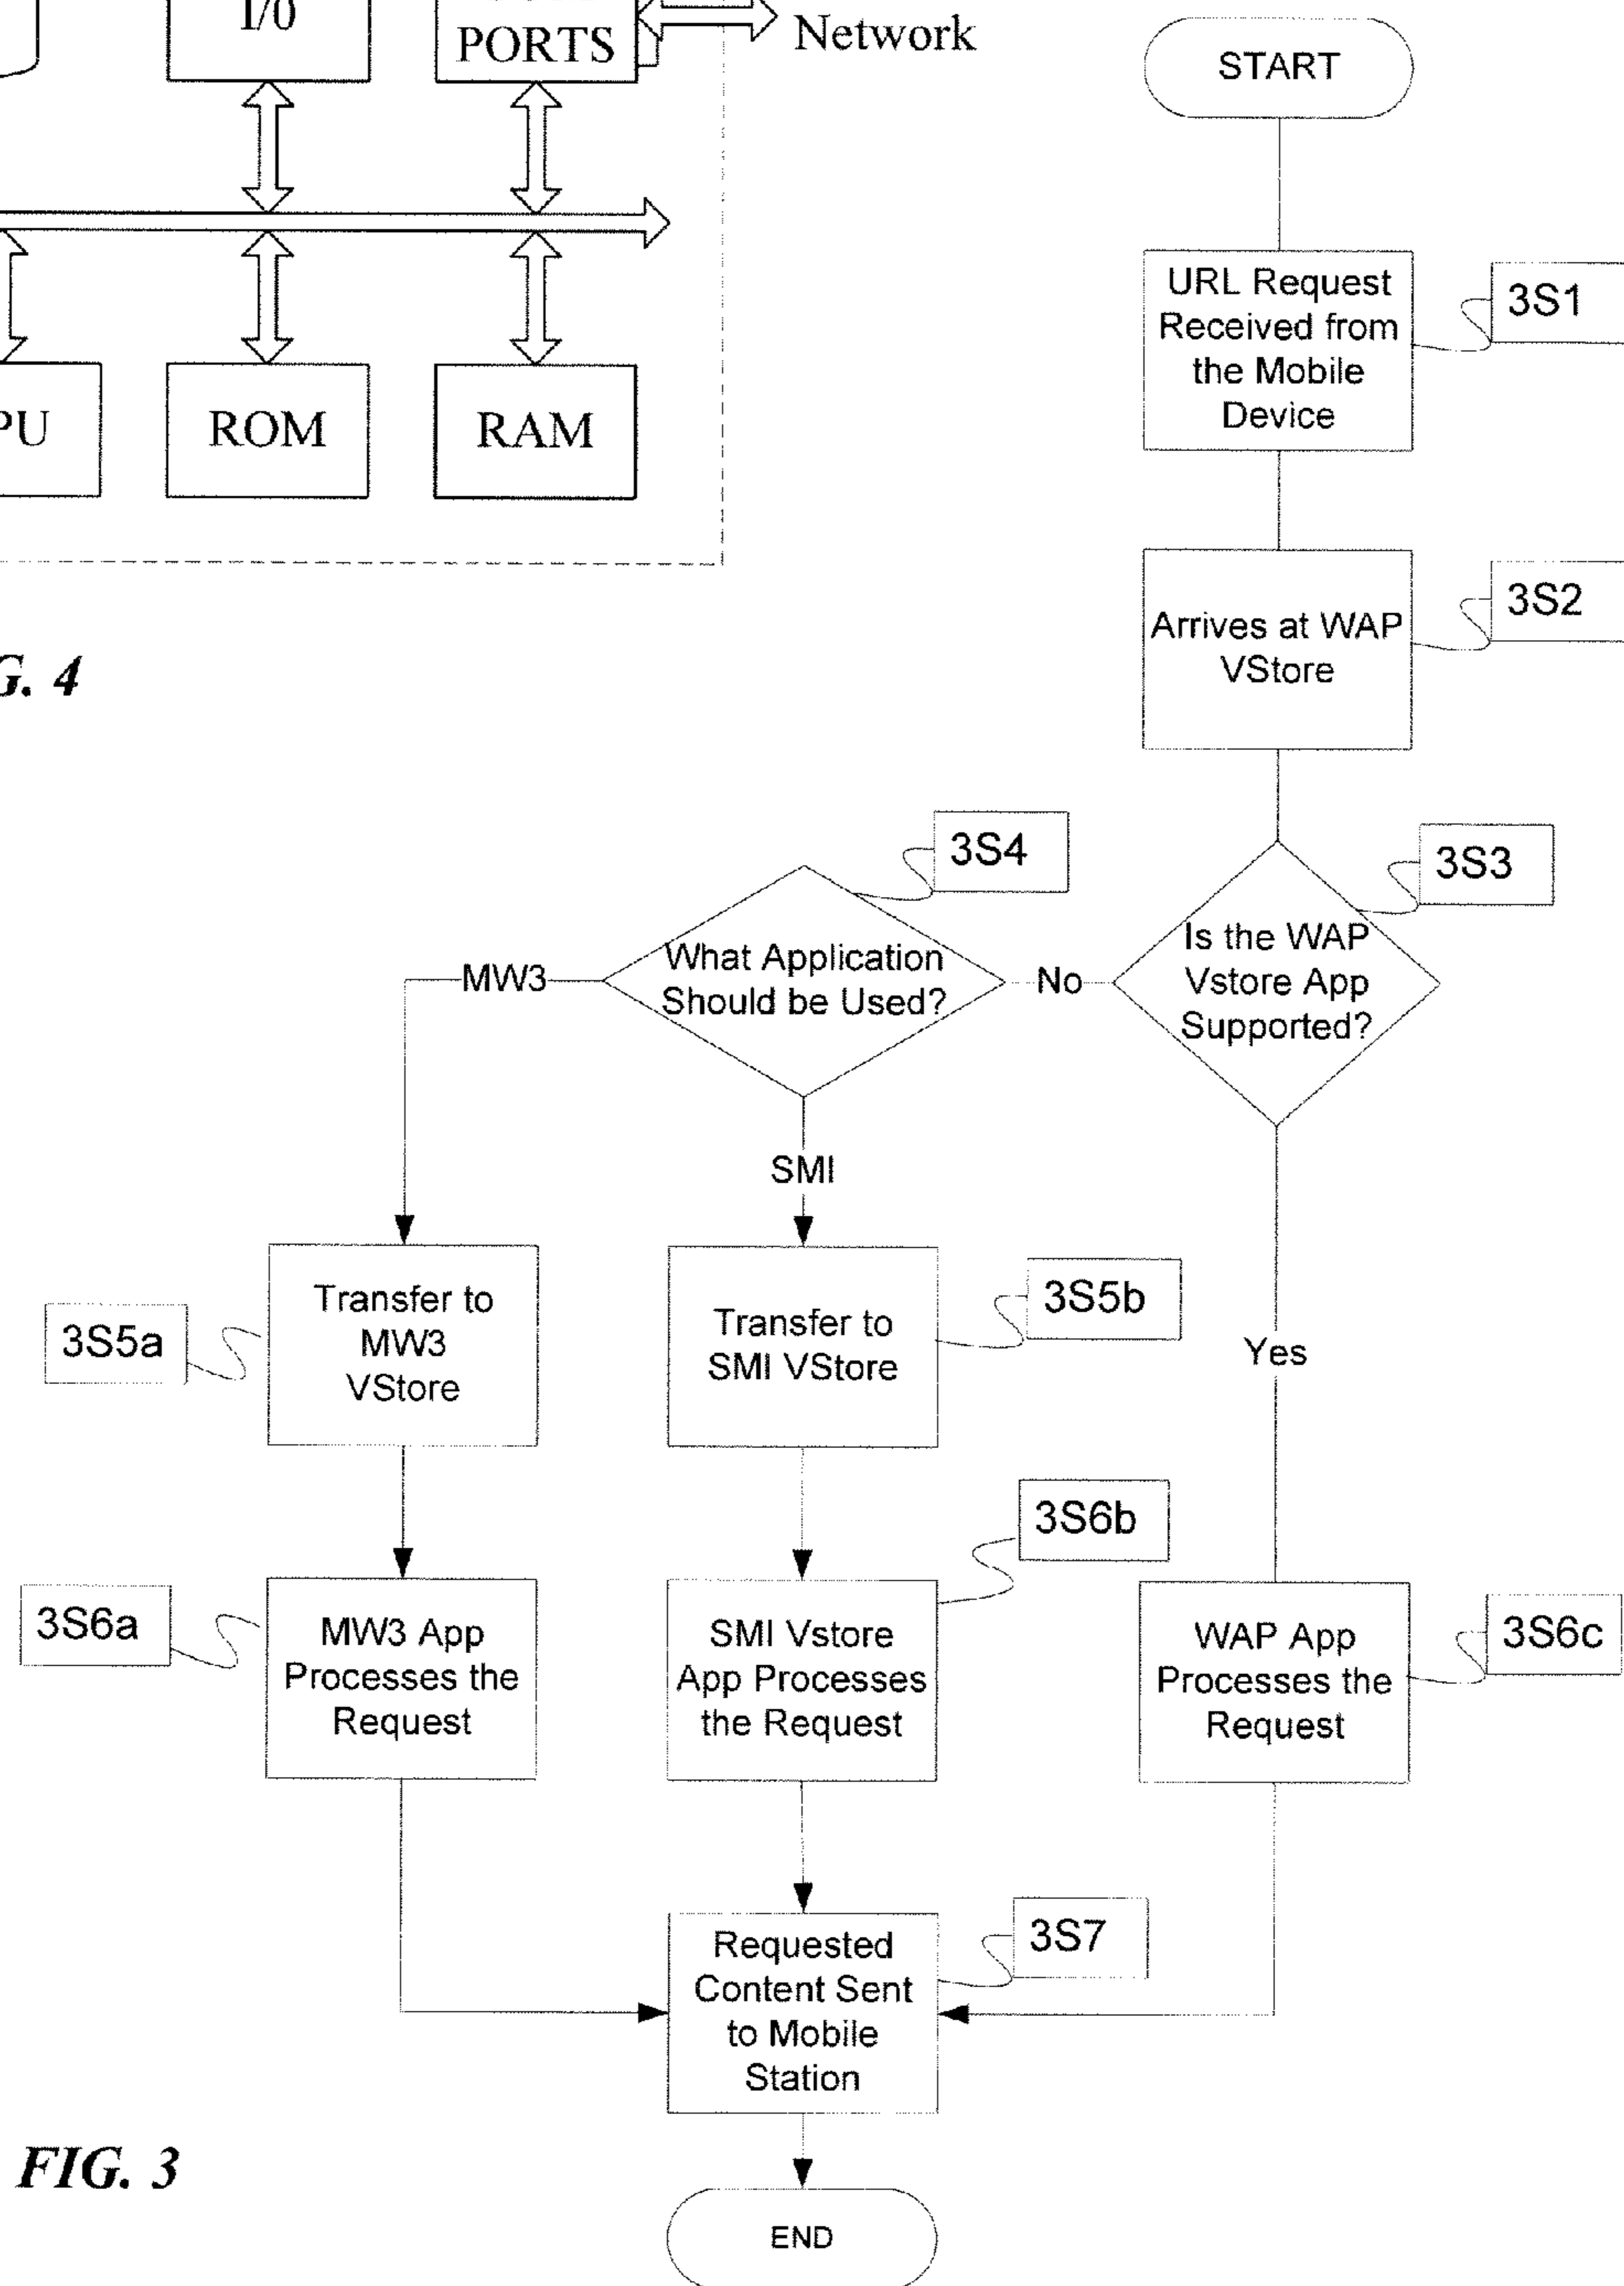 I/0
PORTS
Network
ROM
RAM
G. 4
START
URL Request
Received from
the Mobile
Device
3S1
Arrives at WAP
VStore
3S2
3S4
3S3
What Application
Should be Used?
MW3
No
Is the WAP
Vstore App
Supported?
SMI
Yes
Transfer to
MW3
VStore
3S5a
Transfer to
SMI VStore
3S5b
3S6a
MW3 App
Processes the
Request
SMI Vstore
App Processes
the Request
3S6b
WAP App
Processes the
Request
3S6c
Requested
Content Sent
to Mobile
Station
3S7
END
FIG. 3